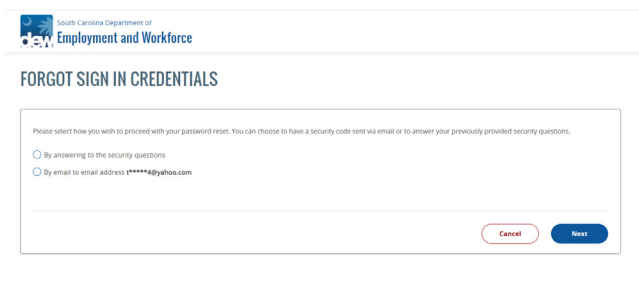 South Carolina Department of
dew Employment and Workforce
FORGOT SIGN IN CREDENTIALS
Please select how you wish to proceed with your password reset. You can choose to have a security code sent via email or to answer your previously provided security questions.
By answering to the security questions
By email to email address t*****4@yahoo.com
Cancel Next